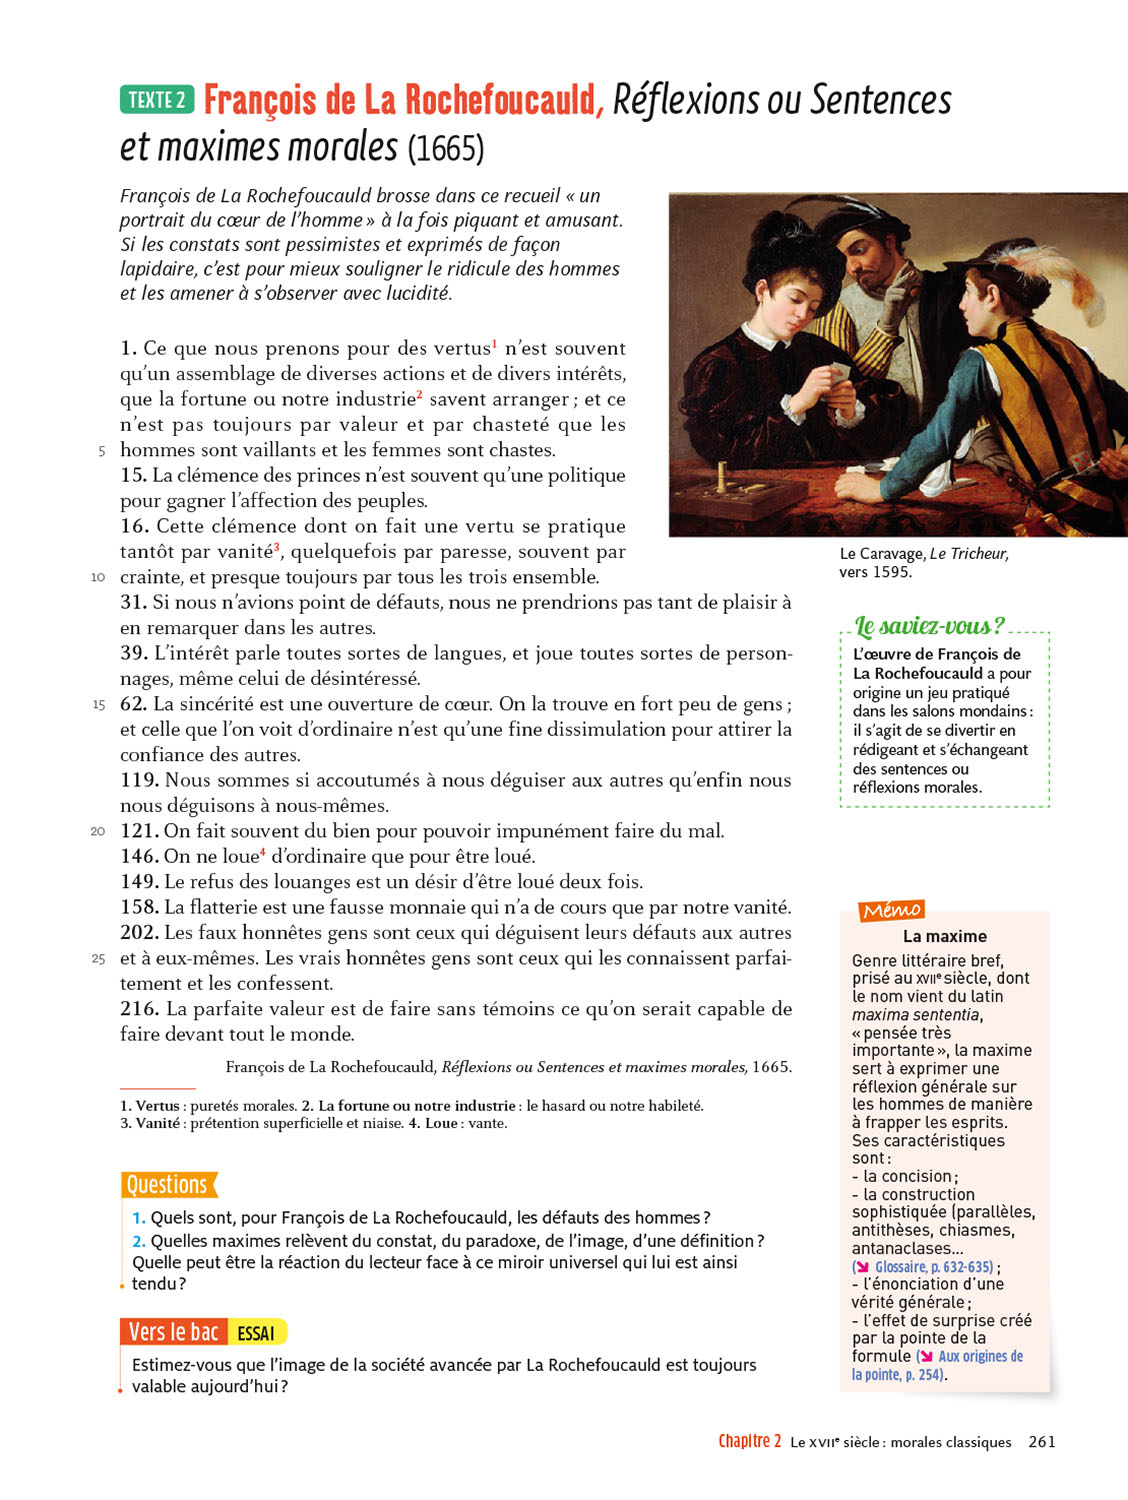 TEXTE 2 François de La Rochefoucauld, Réflexions ou Sentences
et maximes morales (1665)
François de La Rochefoucauld brosse dans ce recueil « un
portrait du cœur de l’homme » à la fois piquant et amusant.
Si les constats sont pessimistes et exprimés de façon
lapidaire, c’est pour mieux souligner le ridicule des hommes
et les amener à s’observer avec lucidité.
1. Ce que nous prenons pour des vertus1 n’est souvent
qu’un assemblage de diverses actions et de divers intérêts,
que la fortune ou notre industrie2 savent arranger ; et ce
n’est pas toujours par valeur et par chasteté que les
5 hommes sont vaillants et les femmes sont chastes.
15. La clémence des princes n’est souvent qu’une politique
pour gagner l’affection des peuples.
16. Cette clémence dont on fait une vertu se pratique
tantôt par vanité3, quelquefois par paresse, souvent par
10 crainte, et presque toujours par tous les trois ensemble.
31. Si nous n’avions point de défauts, nous ne prendrions pas tant de plaisir à
en remarquer dans les autres.
39. L’intérêt parle toutes sortes de langues, et joue toutes sortes de person-
nages, même celui de désintéressé.
15 62. La sincérité est une ouverture de cœur. On la trouve en fort peu de gens ;
et celle que l’on voit d’ordinaire n’est qu’une fine dissimulation pour attirer la
confiance des autres.
119. Nous sommes si accoutumés à nous déguiser aux autres qu’enfin nous
nous déguisons à nous-mêmes.
20 121. On fait souvent du bien pour pouvoir impunément faire du mal.
146. On ne loue4 d’ordinaire que pour être loué.
149. Le refus des louanges est un désir d’être loué deux fois.
158. La flatterie est une fausse monnaie qui n’a de cours que par notre vanité.
202. Les faux honnêtes gens sont ceux qui déguisent leurs défauts aux autres
25 et à eux-mêmes. Les vrais honnêtes gens sont ceux qui les connaissent parfai-
tement et les confessent.
216. La parfaite valeur est de faire sans témoins ce qu’on serait capable de
faire devant tout le monde.
François de La Rochefoucauld, Réflexions ou Sentences et maximes morales, 1665.
1. Vertus : puretés morales. 2. La fortune ou notre industrie : le hasard ou notre habileté.
3. Vanité : prétention superficielle et niaise. 4. Loue : vante.
Questions
1. Quels sont, pour François de La Rochefoucauld, les défauts des hommes ?
2. Quelles maximes relèvent du constat, du paradoxe, de l’image, d’une définition ?
Quelle peut être la réaction du lecteur face à ce miroir universel qui lui est ainsi
tendu ?
Vers le bac ESSAI
Estimez-vous que l’image de la société avancée par La Rochefoucauld est toujours
valable aujourd’hui ?
Le Caravage, Le Tricheur,
vers 1595.
Le saviez-vous ?
L’œuvre de François de
La Rochefoucauld a pour
origine un jeu pratiqué
dans les salons mondains :
il s’agit de se divertir en
rédigeant et s’échangeant
des sentences ou
réflexions morales.
Mémo
La maxime
Genre littéraire bref,
prisé au XVIIe siècle, dont
le nom vient du latin
maxima sententia,
« pensée très
importante », la maxime
sert à exprimer une
réflexion générale sur
les hommes de manière
à frapper les esprits.
Ses caractéristiques
sont :
- la concision ;
- la construction
sophistiquée (parallèles,
antithèses, chiasmes,
antanaclases...
(Glossaire, p. 632-635) ;
- l’énonciation d’une
vérité générale ;
- l’effet de surprise créé
par la pointe de la
formule (Aux origines de
la pointe, p. 254).
Chapitre 2 Le XVIIe siècle : morales classiques 261